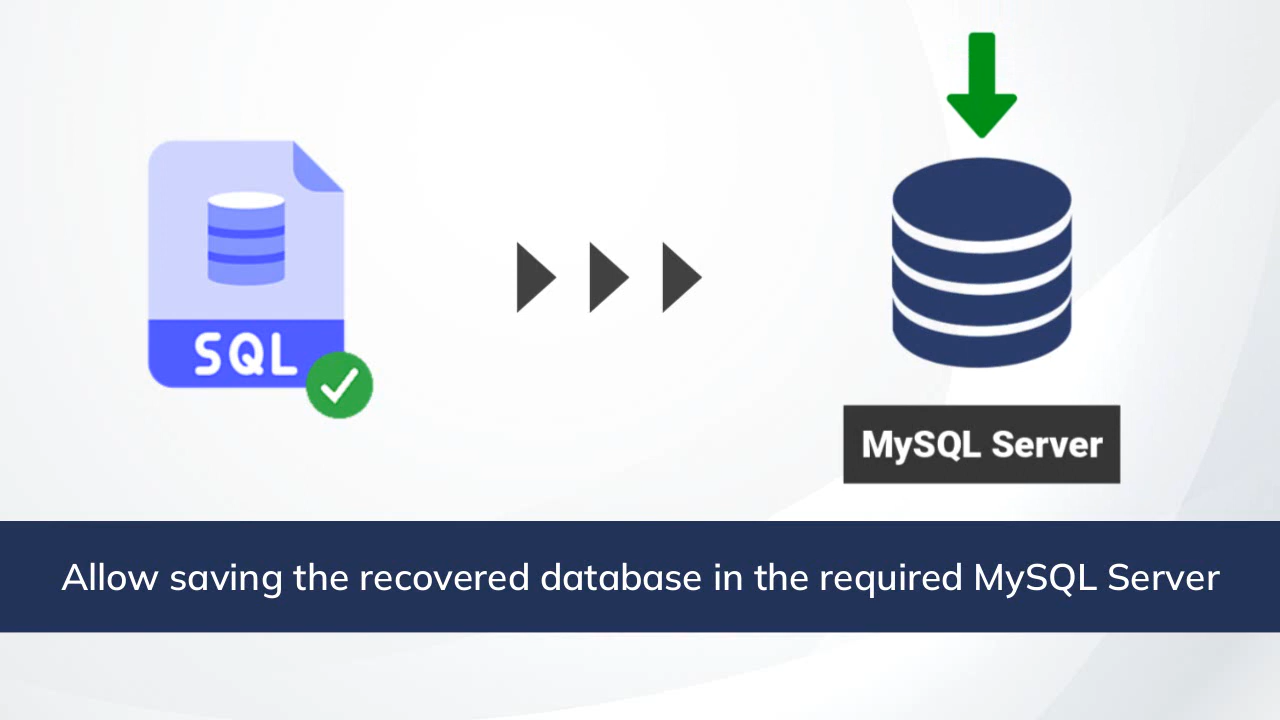 SQL
MySQL Server
Allow saving the recovered database in the required MySQL Server